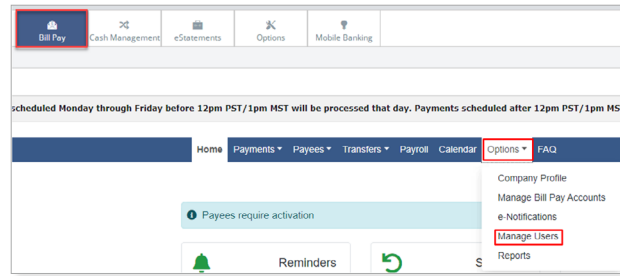 Bill Pay Cash Management eStatements Options Mobile Banking
scheduled Monday through Friday before 12pm PST/1pm MST will be processed that day. Payments scheduled after 12pm PST/1pm MS
Home Payments Payees Transfers Payroll Calendar Options FAQ
Company Profile
Manage Bill Pay Accounts
e-Notifications
Manage Users
Reports
Payees require activation
Reminders S